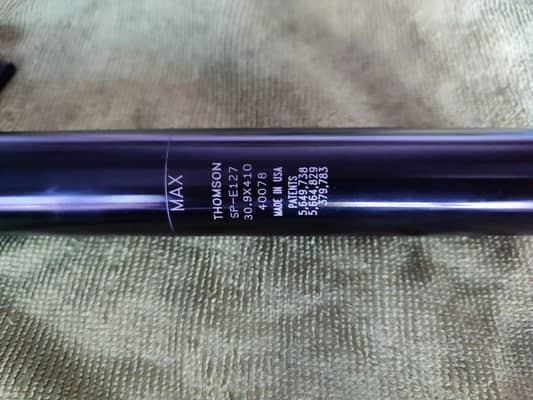 MAX
THOMSON
SP-E127
30.9X410
40078
MADE IN USA
PATENTS
5,649,738
5,664,829
379,783